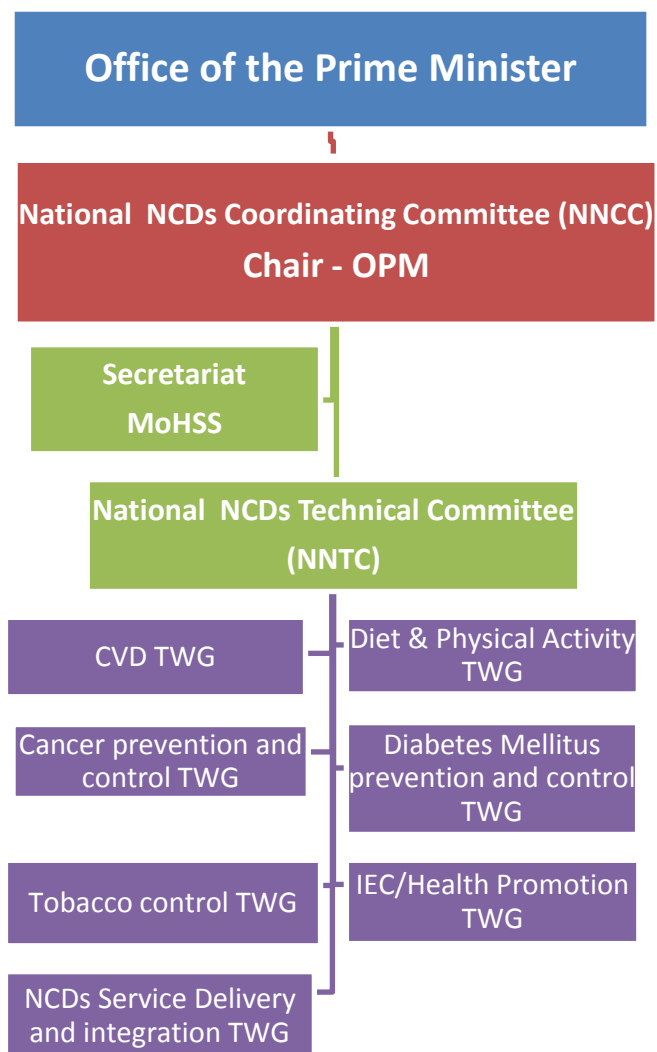 Office of the Prime Minister
National NCDs Coordinating Committee (NNCC)
Chair - OPM
Secretariat
MoHSS
National NCDs Technical Committee
(NNTC)
CVD TWG
Diet & Physical Activity
TWG
Cancer prevention and
control TWG
Diabetes Mellitus
prevention and control
TWG
Tobacco control TWG
IEC/Health Promotion
TWG
NCDs Service Delivery
and integration TWG